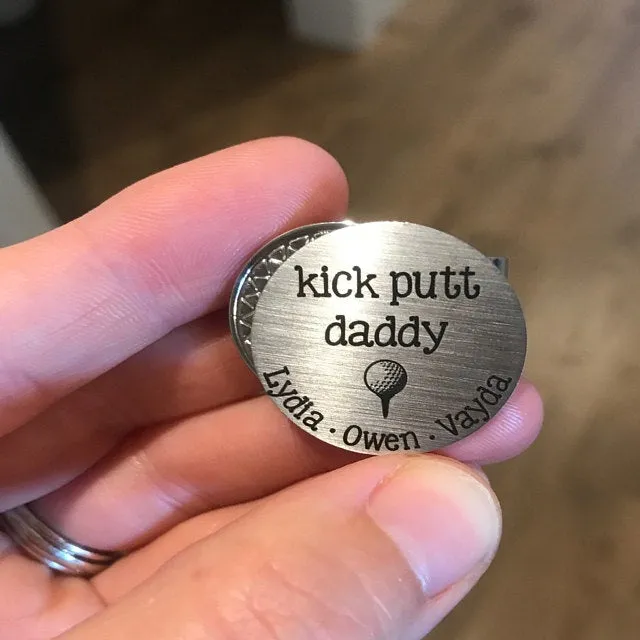 kick putt
daddy
Lydia · Owen · Vayda